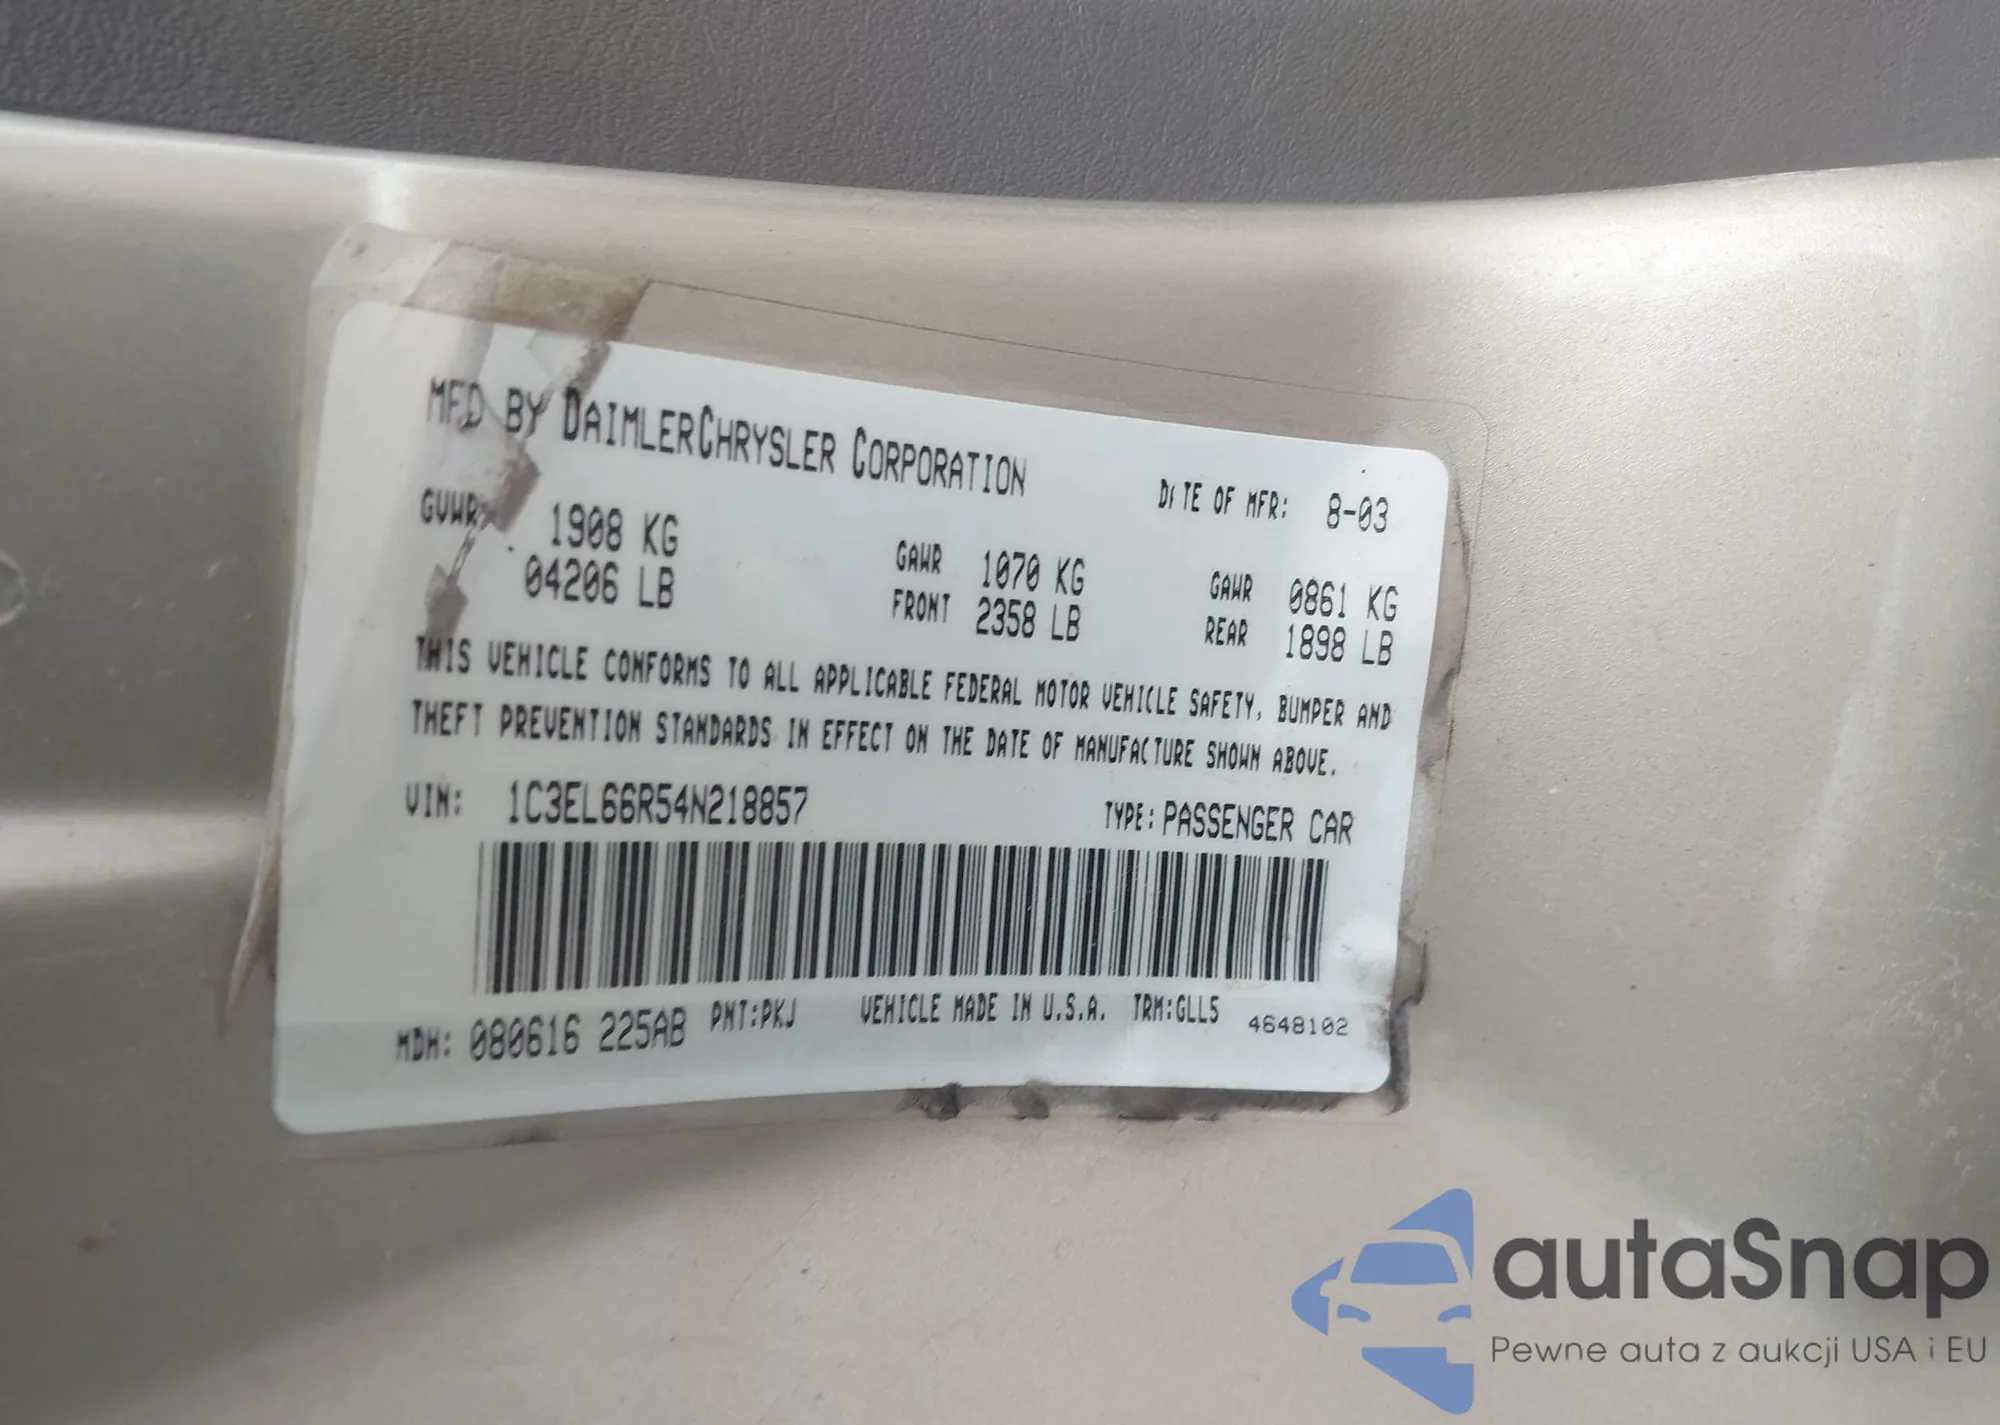 MFD BY DAIMLERCHRYSLER CORPORATION
DATE OF MFR: 8-03
GVWR 1908 KG
04206 LB
GAWR FRONT 1070 KG
2358 LB
GAWR REAR 0861 KG
1898 LB
THIS VEHICLE CONFORMS TO ALL APPLICABLE FEDERAL MOTOR VEHICLE SAFETY, BUMPER AND
THEFT PREVENTION STANDARDS IN EFFECT ON THE DATE OF MANUFACTURE SHOWN ABOVE.
VIN: 1C3EL66R54N218857 TYPE: PASSENGER CAR
MDH: 080616 225AB PNT:PKJ VEHICLE MADE IN U.S.A. TRM:GLL5 4648102
autaSnap
Pewne auta z aukcji USA i EU